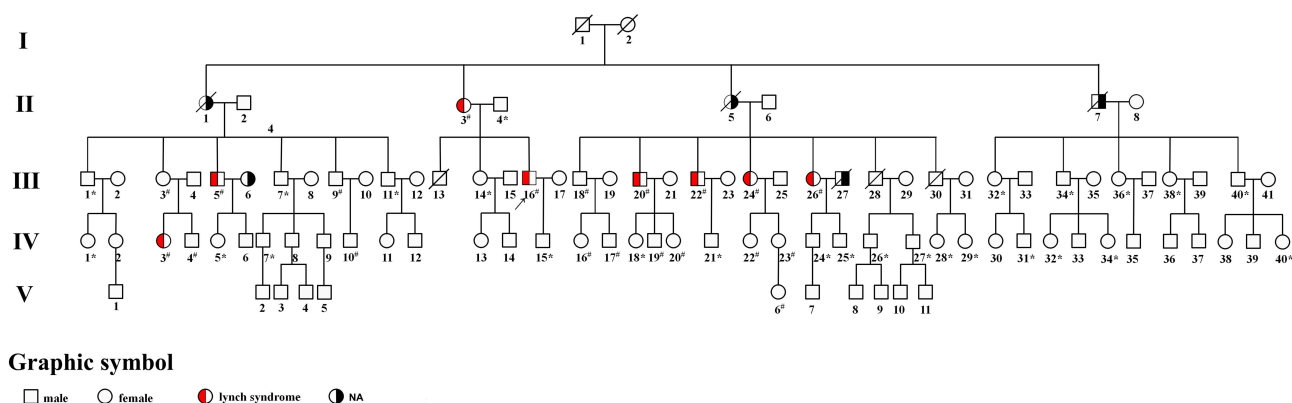 I
1 2
II
1 2 3# 4* 5 6 7 8
4
III
1* 2 3# 4 5# 6 7* 8 9# 10 11* 12 13 14* 15 16# 17 18# 19 20# 21 22# 23 24# 25 26# 27 28 29 30 31 32* 33 34* 35 36* 37 38* 39 40* 41
IV
1* 2 3# 4# 5* 6 7* 8 9 10# 11 12 13 14 15* 16# 17# 18* 19# 20# 21* 22# 23# 24* 25* 26* 27* 28* 29* 30 31* 32* 33 34* 35 36 37 38 39 40*
V
1 2 3 4 5 6# 7 8 9 10 11
Graphic symbol
male female lynch syndrome NA